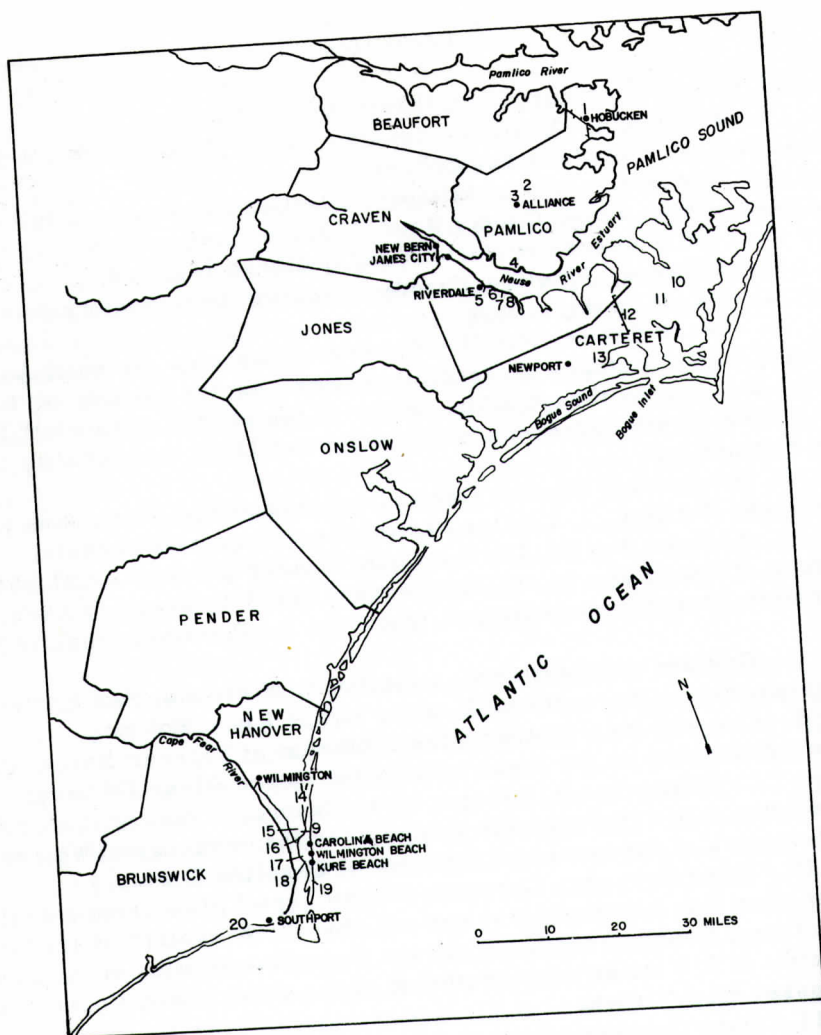 Pamlico River
BEAUFORT
1
HOBUCKEN
PAMLICO SOUND
2
3
ALLIANCE
CRAVEN
PAMLICO
NEW BERN
JAMES CITY
4
Neuse River Estuary
RIVERDALE
5 6 7 8
10
11
12
JONES
CARTERET
13
NEWPORT
Bogue Sound
Bogue Inlet
ONSLOW
ATLANTIC OCEAN
PENDER
N
NEW
HANOVER
Cape Fear River
WILMINGTON
14
15
9
16
CAROLINA BEACH
WILMINGTON BEACH
17
KURE BEACH
BRUNSWICK
18
19
20
SOUTHPORT
0 10 20 30 MILES